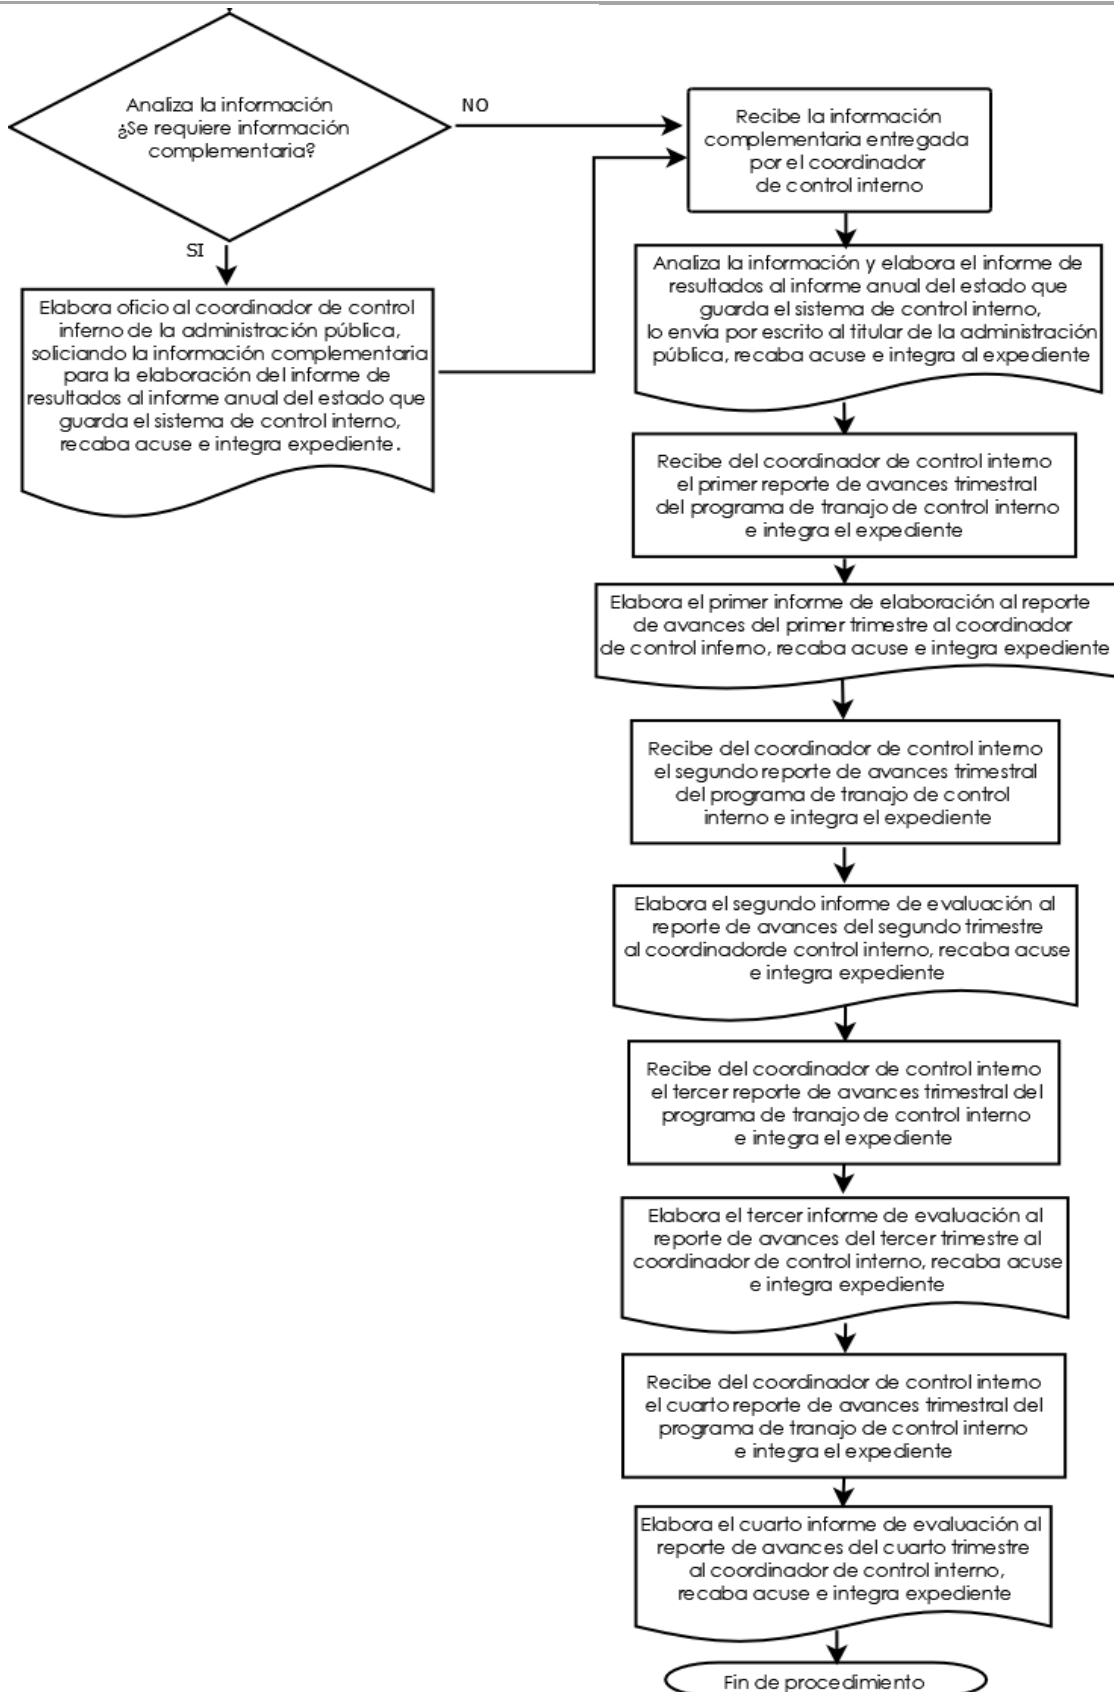 Analiza la información
¿Se requiere información
complementaria?
NO
SI
Elabora oficio al coordinador de control
inferno de la administración pública,
soliciando la información complementaria
para la elaboración del informe de
resultados al informe anual del estado que
guarda el sistema de control interno,
recaba acuse e integra expediente.
Recibe la información
complementaria entregada
por el coordinador
de control interno
Analiza la información y elabora el informe de
resultados al informe anual del estado que
guarda el sistema de control interno,
lo envía por escrito al titular de la administración
pública, recaba acuse e integra al expediente
Recibe del coordinador de control interno
el primer reporte de avances trimestral
del programa de tranajo de control interno
e integra el expediente
Elabora el primer informe de elaboración al reporte
de avances del primer trimestre al coordinador
de control inferno, recaba acuse e integra expediente
Recibe del coordinador de control interno
el segundo reporte de avances trimestral
del programa de tranajo de control
interno e integra el expediente
Elabora el segundo informe de evaluación al
reporte de avances del segundo trimestre
al coordinadorde control interno, recaba acuse
e integra expediente
Recibe del coordinador de control interno
el tercer reporte de avances trimestral del
programa de tranajo de control interno
e integra el expediente
Elabora el tercer informe de evaluación al
reporte de avances del tercer trimestre al
coordinador de control interno, recaba acuse
e integra expediente
Recibe del coordinador de control interno
el cuarto reporte de avances trimestral del
programa de tranajo de control interno
e integra el expediente
Elabora el cuarto informe de evaluación al
reporte de avances del cuarto trimestre
al coordinador de control interno,
recaba acuse e integra expediente
Fin de procedimiento